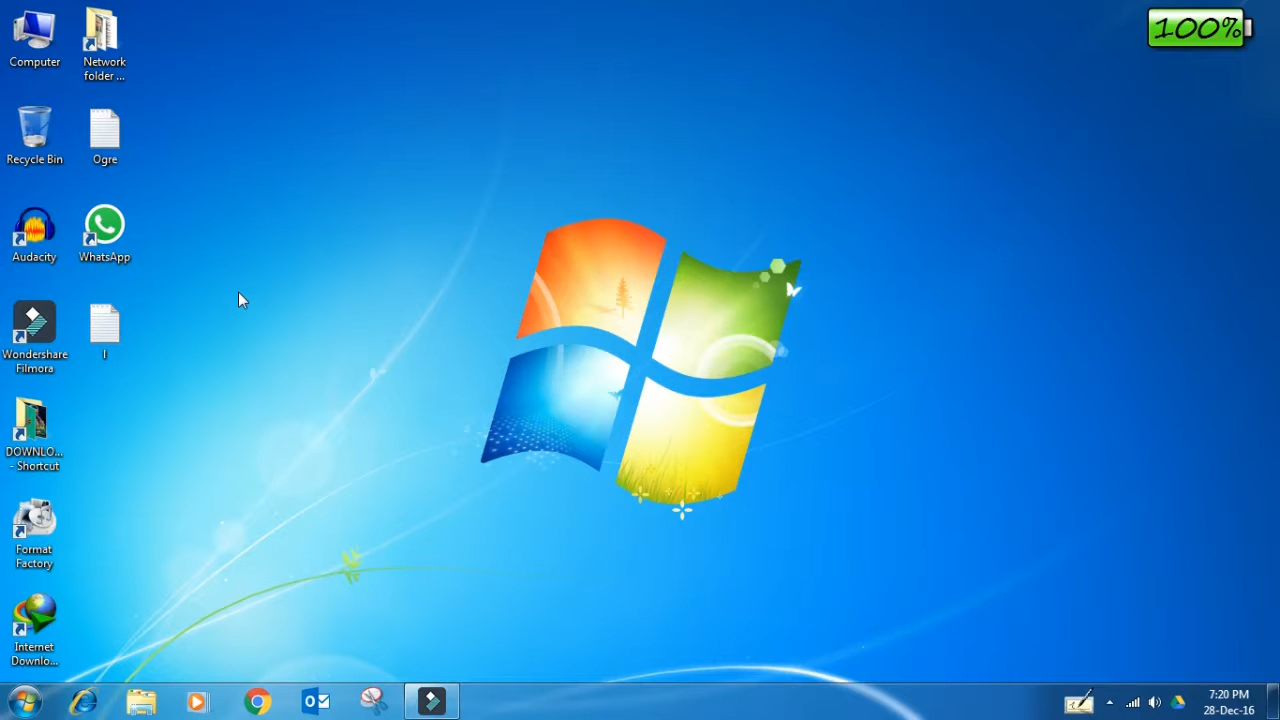 Computer
Network
folder ...
100%
Recycle Bin
Ogre
Audacity
WhatsApp
Wondershare
Filmora
I
DOWNLO...
- Shortcut
Format
Factory
Internet
Downlo...
7:20 PM
28-Dec-16